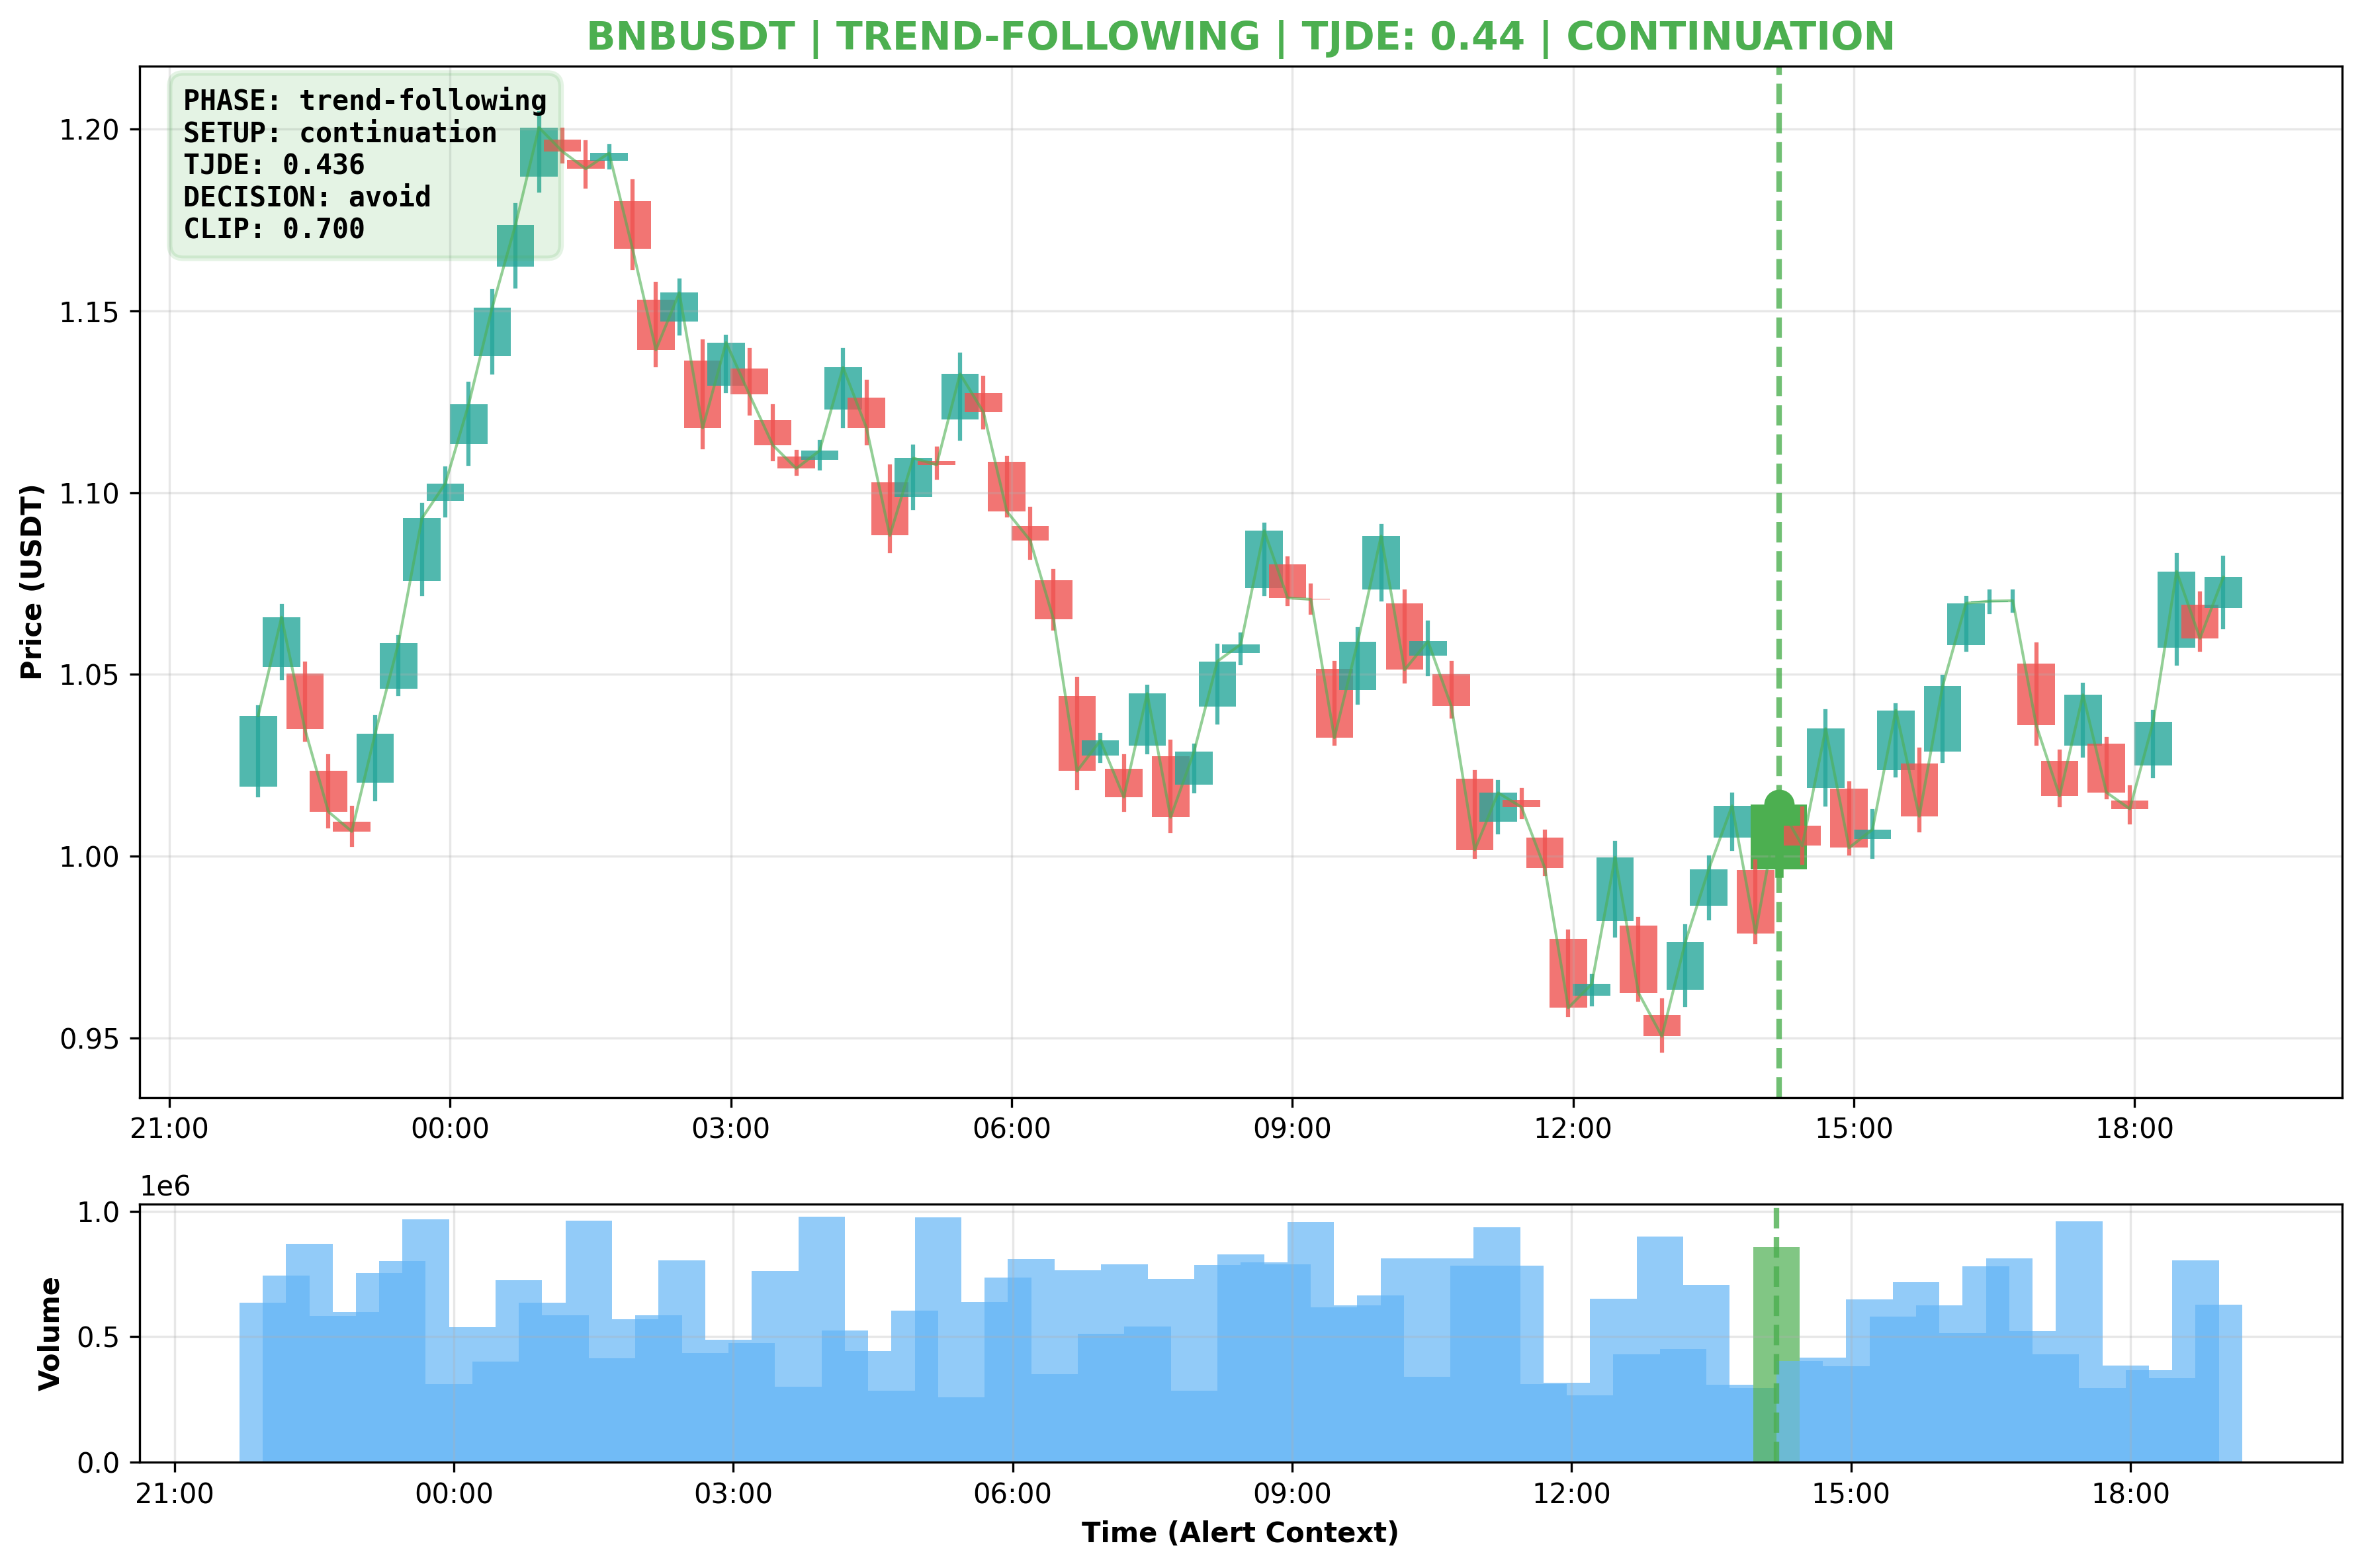 BNBUSDT | TREND-FOLLOWING | TJDE: 0.44 | CONTINUATION
PHASE: trend-following
SETUP: continuation
TJDE: 0.436
DECISION: avoid
CLIP: 0.700
Price (USDT)
1.20
1.15
1.10
1.05
1.00
0.95
21:00 00:00 03:00 06:00 09:00 12:00 15:00 18:00
1e6
Volume
1.0
0.5
0.0
21:00 00:00 03:00 06:00 09:00 12:00 15:00 18:00
Time (Alert Context)